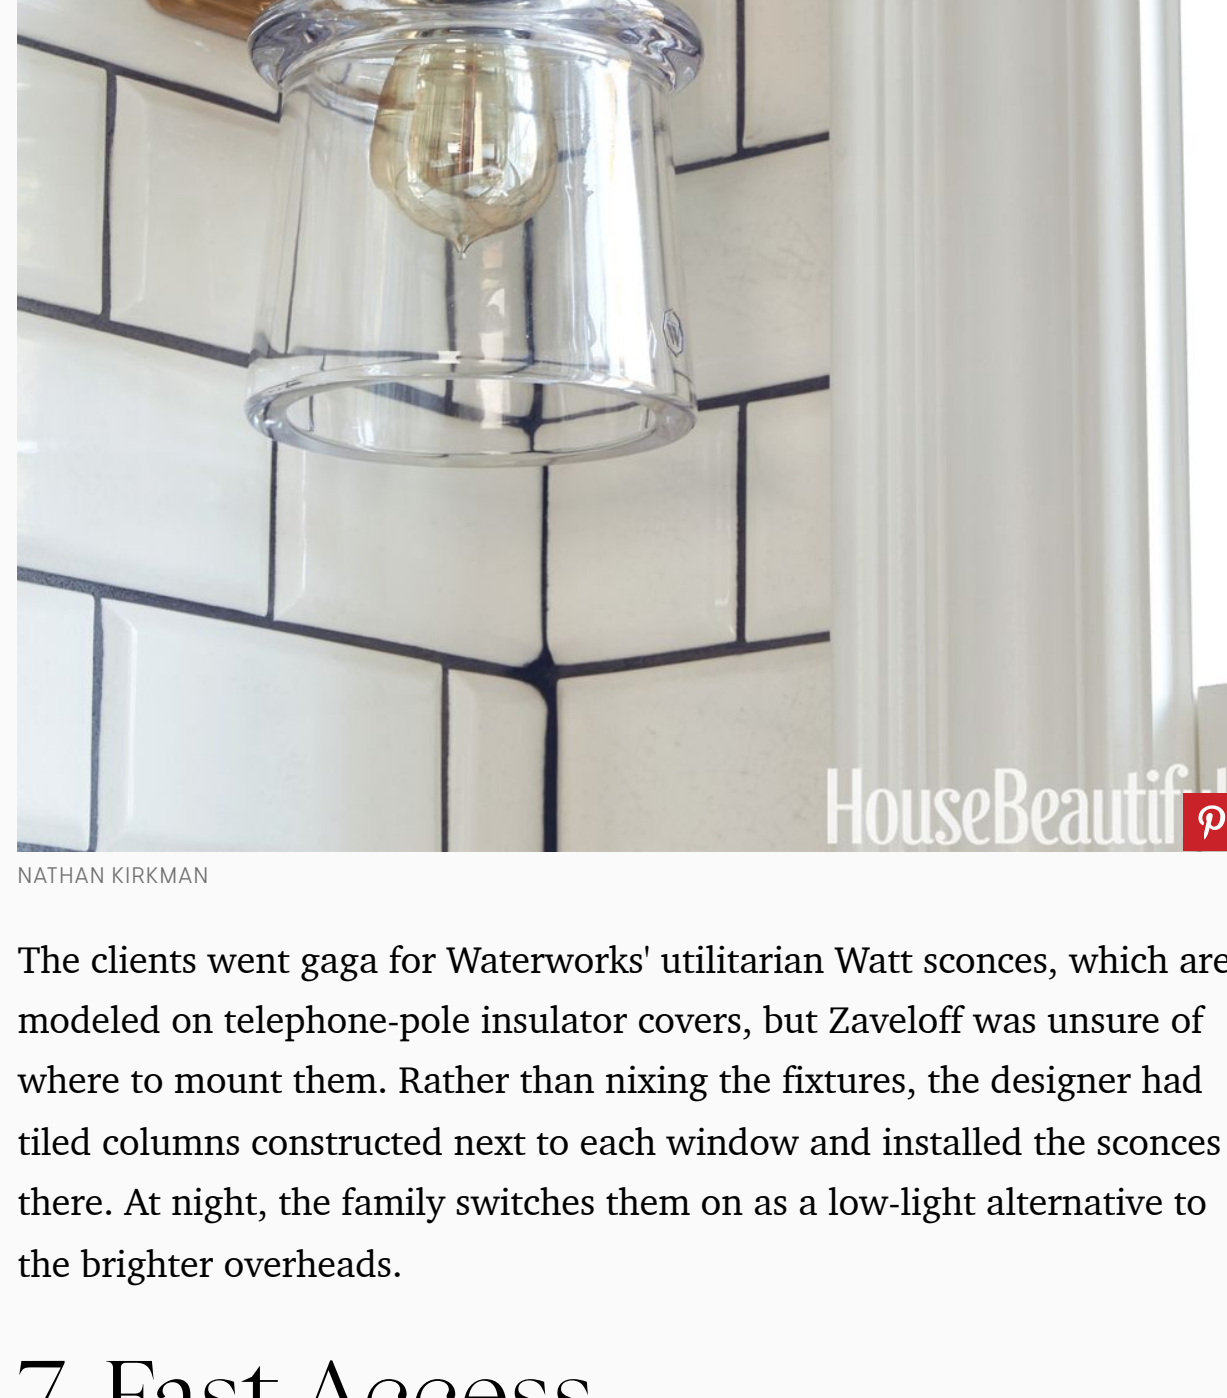 HouseBeautif
NATHAN KIRKMAN
The clients went gaga for Waterworks' utilitarian Watt sconces, which are
modeled on telephone-pole insulator covers, but Zaveloff was unsure of
where to mount them. Rather than nixing the fixtures, the designer had
tiled columns constructed next to each window and installed the sconces
there. At night, the family switches them on as a low-light alternative to
the brighter overheads.
7. Fast Access